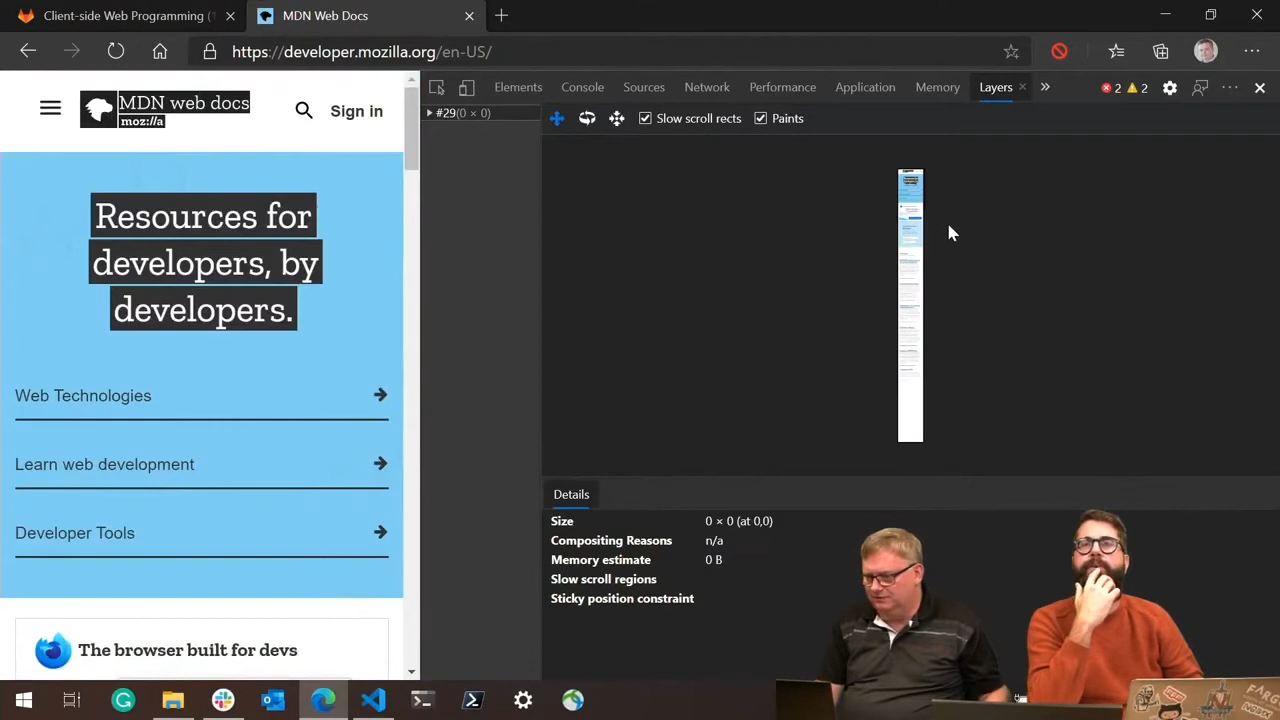 Client-side Web Programming (1
MDN Web Docs
https://developer.mozilla.org/en-US/
MDN web docs
moz://a
Sign in
Resources for
developers, by
developers.
Web Technologies
Learn web development
Developer Tools
The browser built for devs
Elements Console Sources Network Performance Application Memory Layers 2 2
#29(0 × 0)
Slow scroll rects Paints
Details
Size 0 × 0 (at 0,0)
Compositing Reasons n/a
Memory estimate 0 B
Slow scroll regions
Sticky position constraint